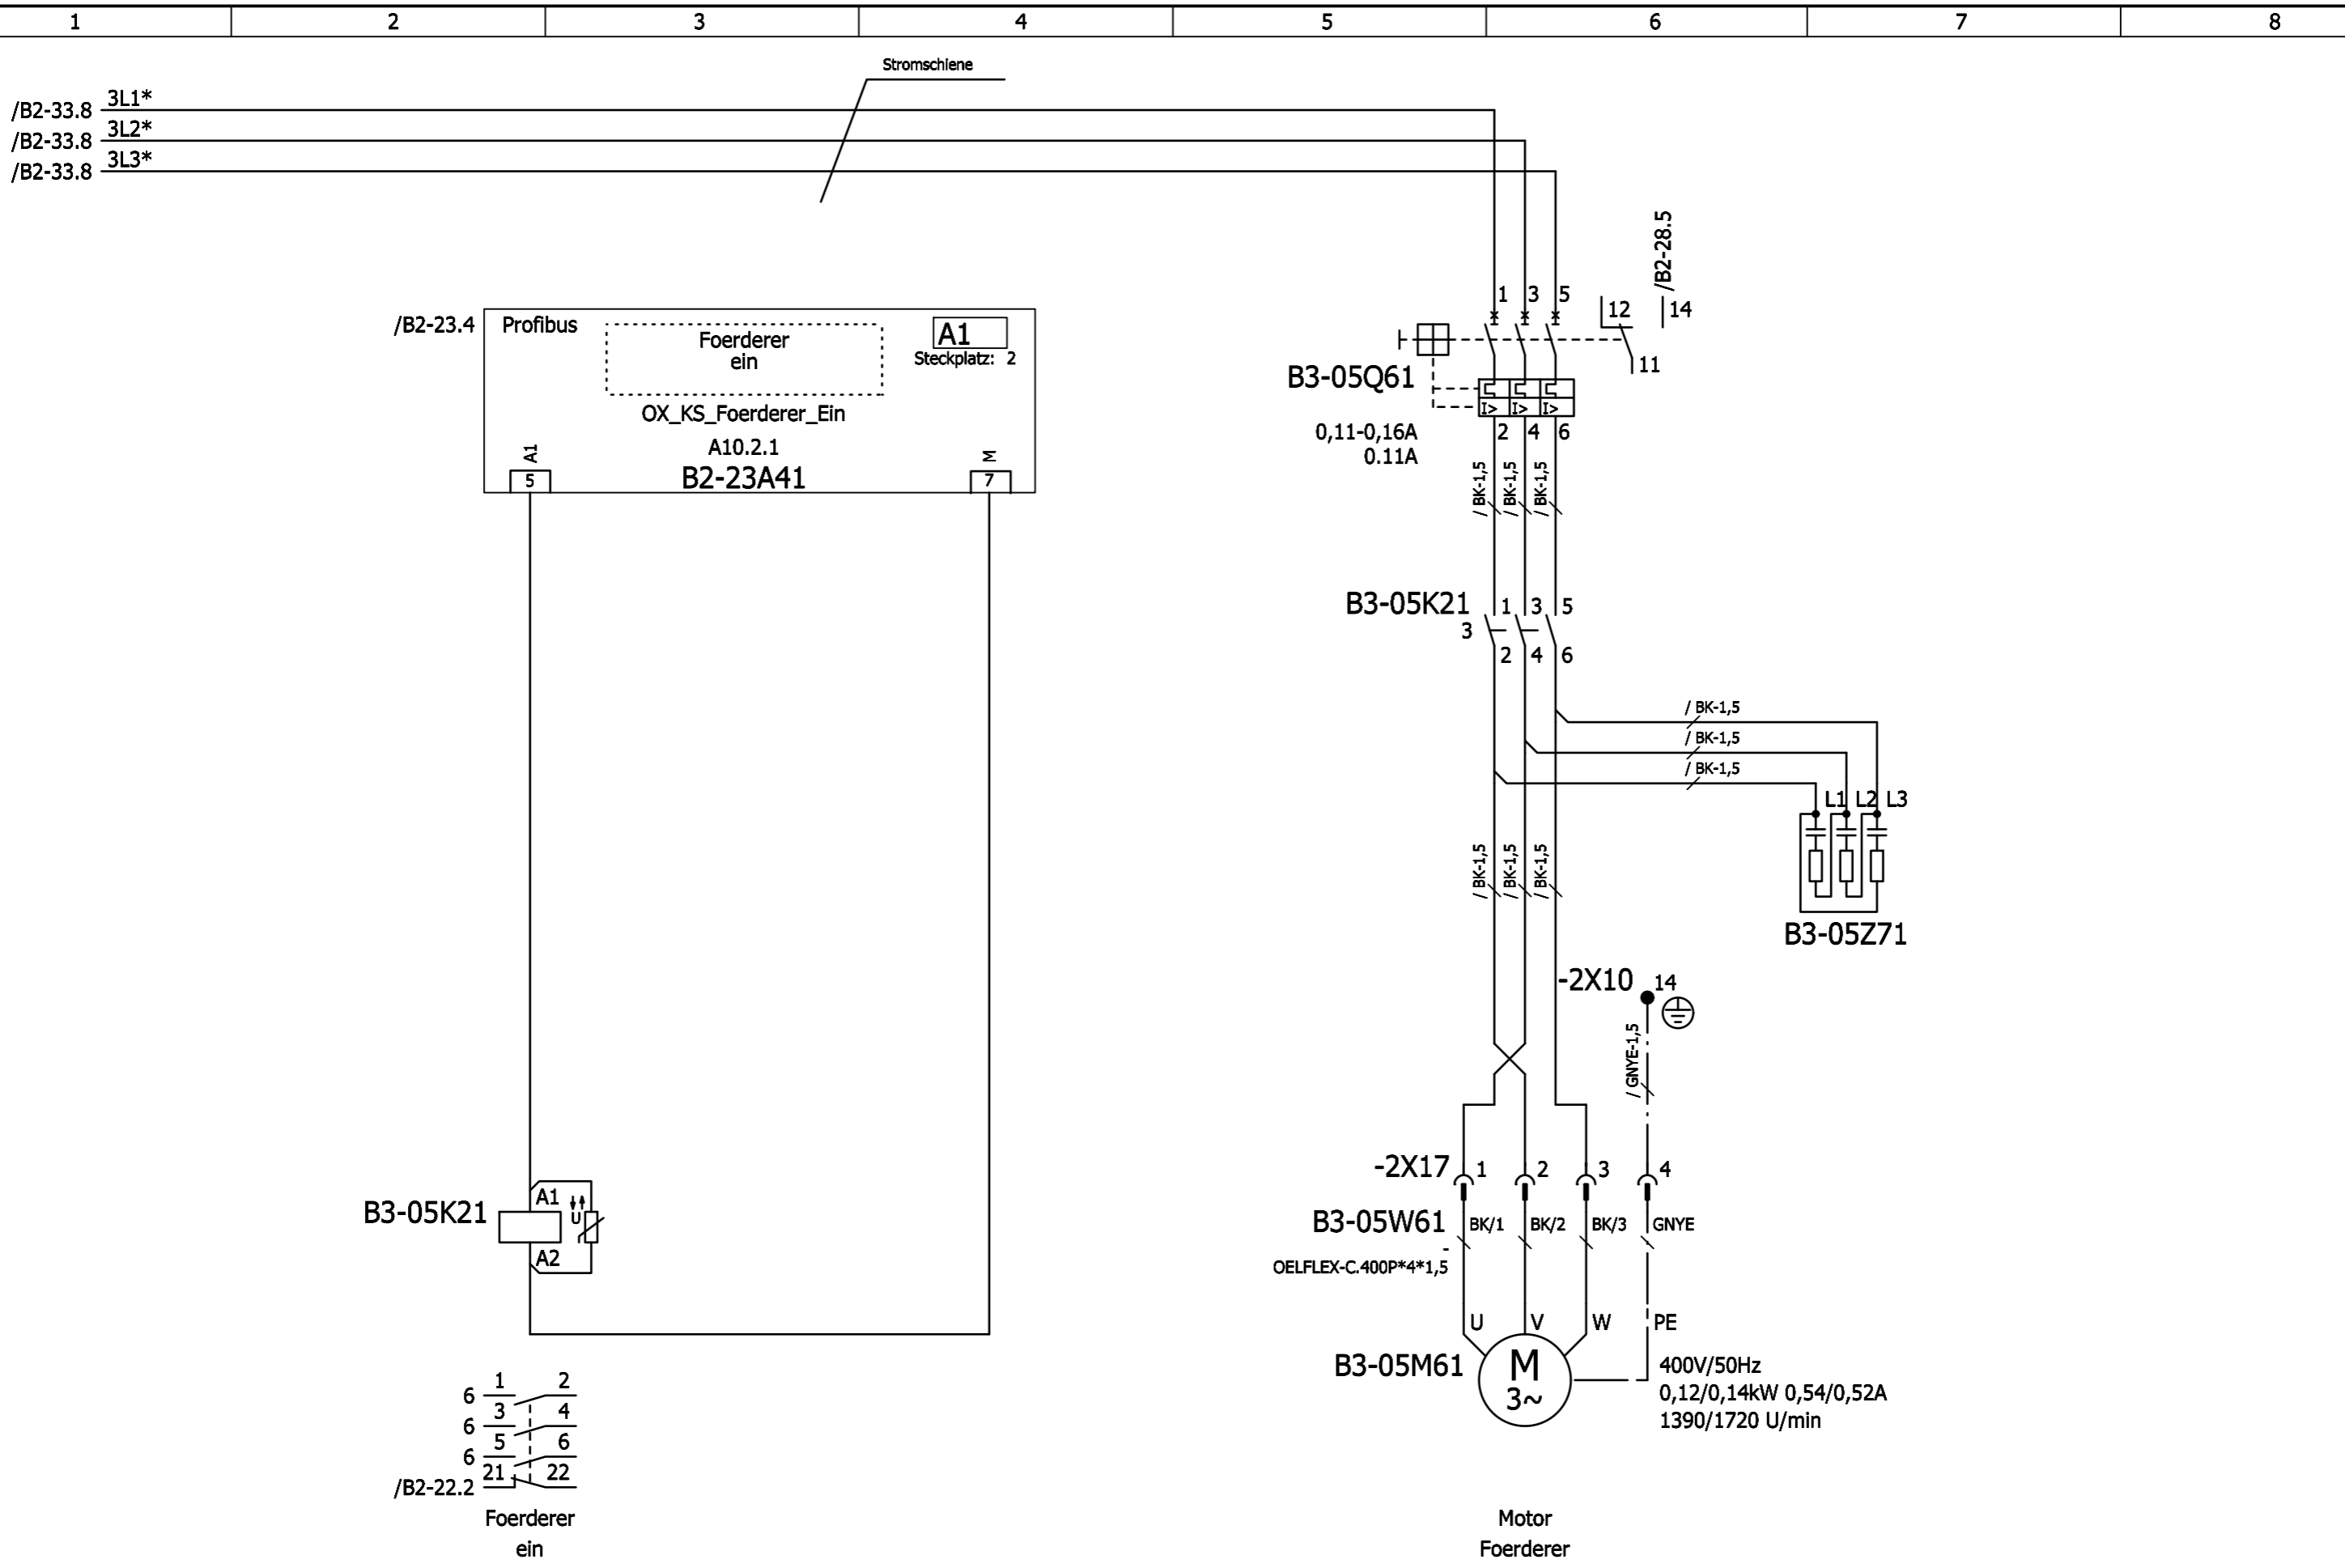 1 2 3 4 5 6 7 8
Stromschiene
/B2-33.8 3L1*
/B2-33.8 3L2*
/B2-33.8 3L3*
/B2-23.4 Profibus
Foerderer
ein
A1
Steckplatz: 2
OX_KS_Foerderer_Ein
A10.2.1
B2-23A41
A1
5
M
7
/B2-28.5
1 3 5
12 14
11
B3-05Q61
I> I> I>
0,11-0,16A
0.11A
2 4 6
/ BK-1,5 / BK-1,5 / BK-1,5
B3-05K21 1 3 5
3
2 4 6
/ BK-1,5
/ BK-1,5
/ BK-1,5
L1 L2 L3
B3-05Z71
/ BK-1,5 / BK-1,5 / BK-1,5
-2X10 14
/ GNYE-1,5
-2X17 1 2 3 4
B3-05W61 BK/1 BK/2 BK/3 GNYE
-
OELFLEX-C.400P*4*1,5
U V W PE
B3-05M61 M
3~
400V/50Hz
0,12/0,14kW 0,54/0,52A
1390/1720 U/min
B3-05K21
A1
U
A2
6 1 2
6 3 4
6 5 6
/B2-22.2 21 22
Foerderer
ein
Motor
Foerderer